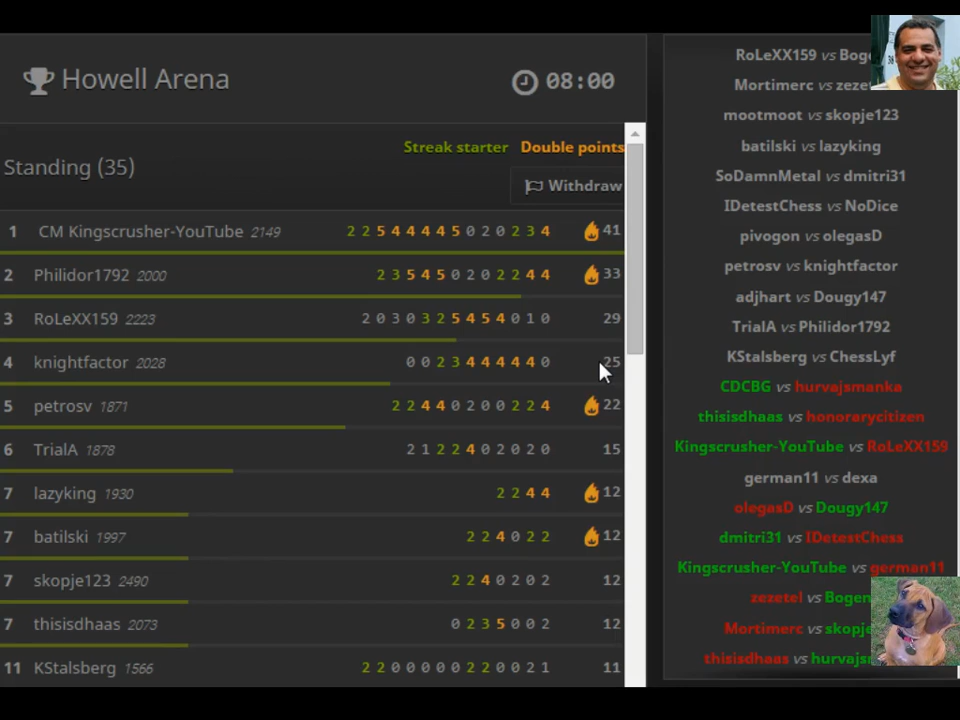 Howell Arena 08:00
Standing (35)
Streak starter Double points
Withdraw
1 CM Kingscrusher-YouTube 2149 2 2 5 4 4 4 4 5 0 2 0 2 3 4 41
2 Philidor1792 2000 2 3 5 4 5 0 2 0 2 2 4 4 33
3 RoLeXX159 2223 2 0 3 0 3 2 5 4 5 4 0 1 0 29
4 knightfactor 2028 0 0 2 3 4 4 4 4 4 0 25
5 petrosv 1871 2 2 4 4 0 2 0 0 2 2 4 22
6 TrialA 1878 2 1 2 2 4 0 2 0 2 0 15
7 lazyking 1930 2 2 4 4 12
7 batilski 1997 2 2 4 0 2 2 12
7 skopje123 2490 2 2 4 0 2 0 2 12
7 thisisdhaas 2073 0 2 3 5 0 0 2 12
11 KStalsberg 1566 2 2 0 0 0 0 0 2 2 0 0 2 1 11
RoLeXX159 vs
Mortimerc vs
mootmoot vs skopje123
batilski vs lazyking
SoDamnMetal vs dmitri31
IDetestChess vs NoDice
pivogon vs olegasD
petrosv vs knightfactor
adjhart vs Dougy147
TrialA vs Philidor1792
KStalsberg vs ChessLyf
CDCBG vs hurvajsmanka
thisisdhaas vs honorarycitizen
Kingscrusher-YouTube vs RoLeXX159
german11 vs dexa
olegasD vs Dougy147
dmitri31 vs IDetestChess
Kingscrusher-YouTube vs german11
zezetel vs
Mortimerc vs
thisisdhaas vs